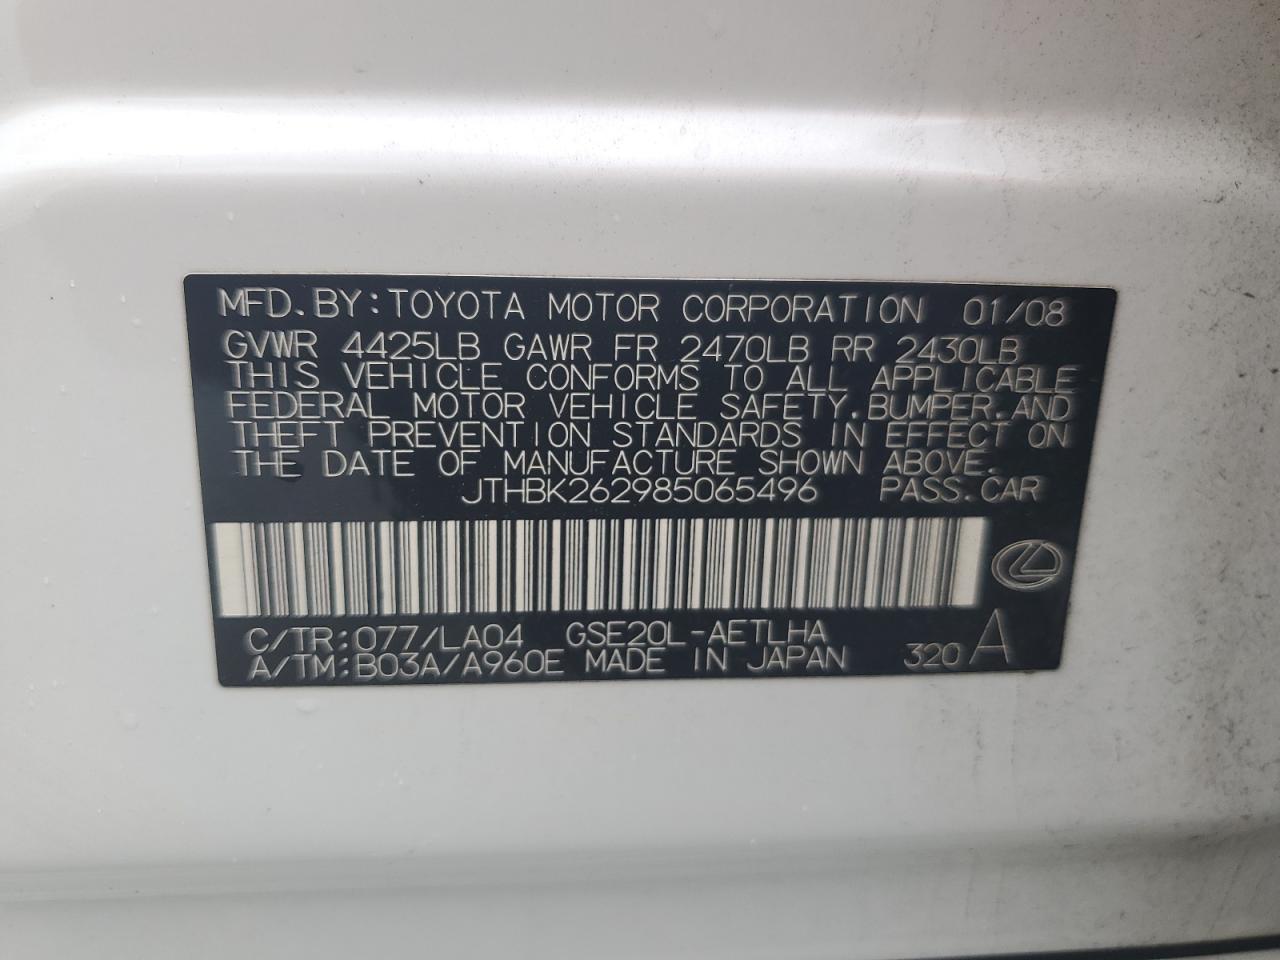 MFD.BY:TOYOTA MOTOR CORPORATION 01/08
GVWR 4425LB GAWR FR 2470LB RR 2430LB
THIS VEHICLE CONFORMS TO ALL APPLICABLE
FEDERAL MOTOR VEHICLE SAFETY,BUMPER,AND
THEFT PREVENTION STANDARDS IN EFFECT ON
THE DATE OF MANUFACTURE SHOWN ABOVE.
JTHBK262985065496 PASS.CAR
C/TR:077/LA04 GSE20L-AETLHA
A/TM:B03A/A960E MADE IN JAPAN 320 A